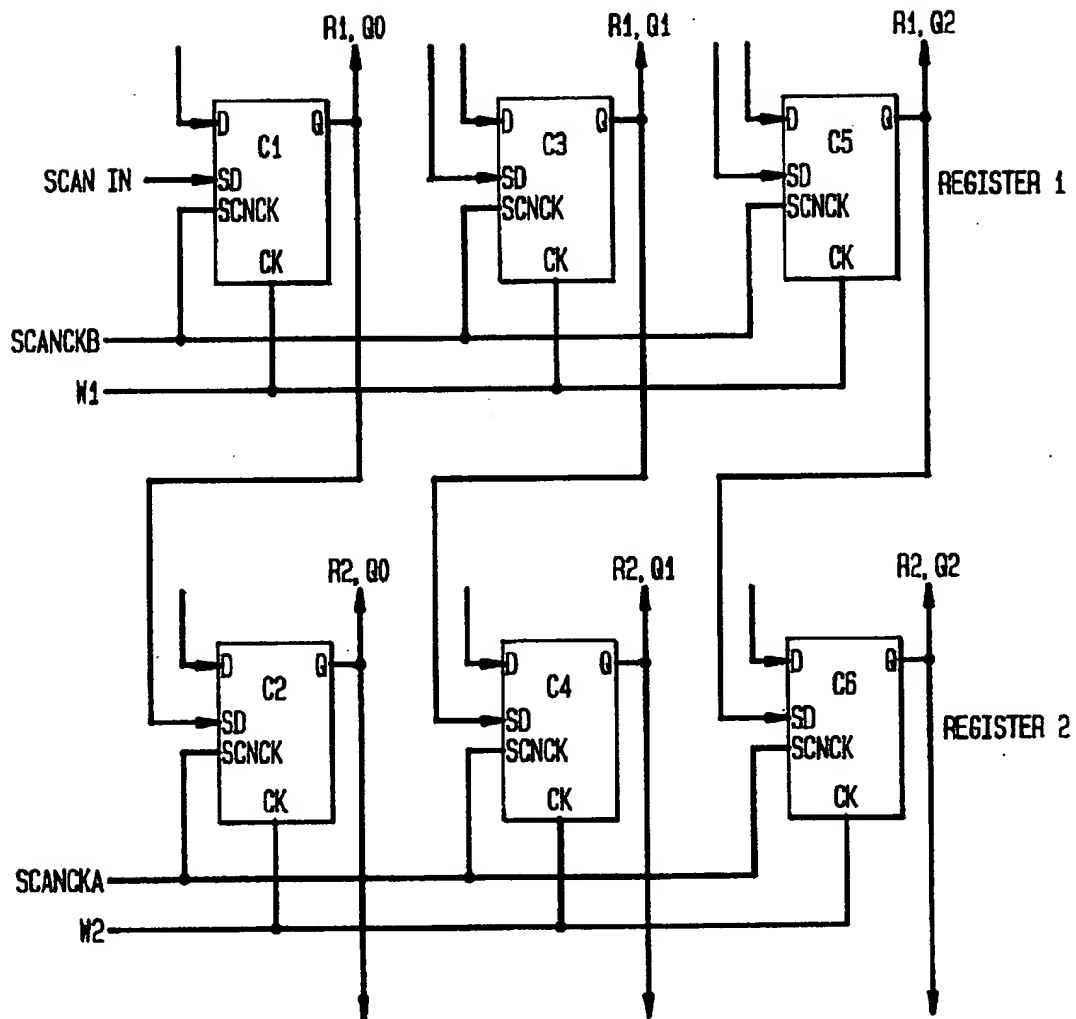 R1, Q0
R1, Q1
R1, Q2
D
Q
C1
SD
SCNCK
CK
D
Q
C3
SD
SCNCK
CK
D
Q
C5
SD
SCNCK
CK
SCAN IN
REGISTER 1
SCANCKB
W1
R2, Q0
R2, Q1
R2, Q2
D
Q
C2
SD
SCNCK
CK
D
Q
C4
SD
SCNCK
CK
D
Q
C6
SD
SCNCK
CK
REGISTER 2
SCANCKA
W2